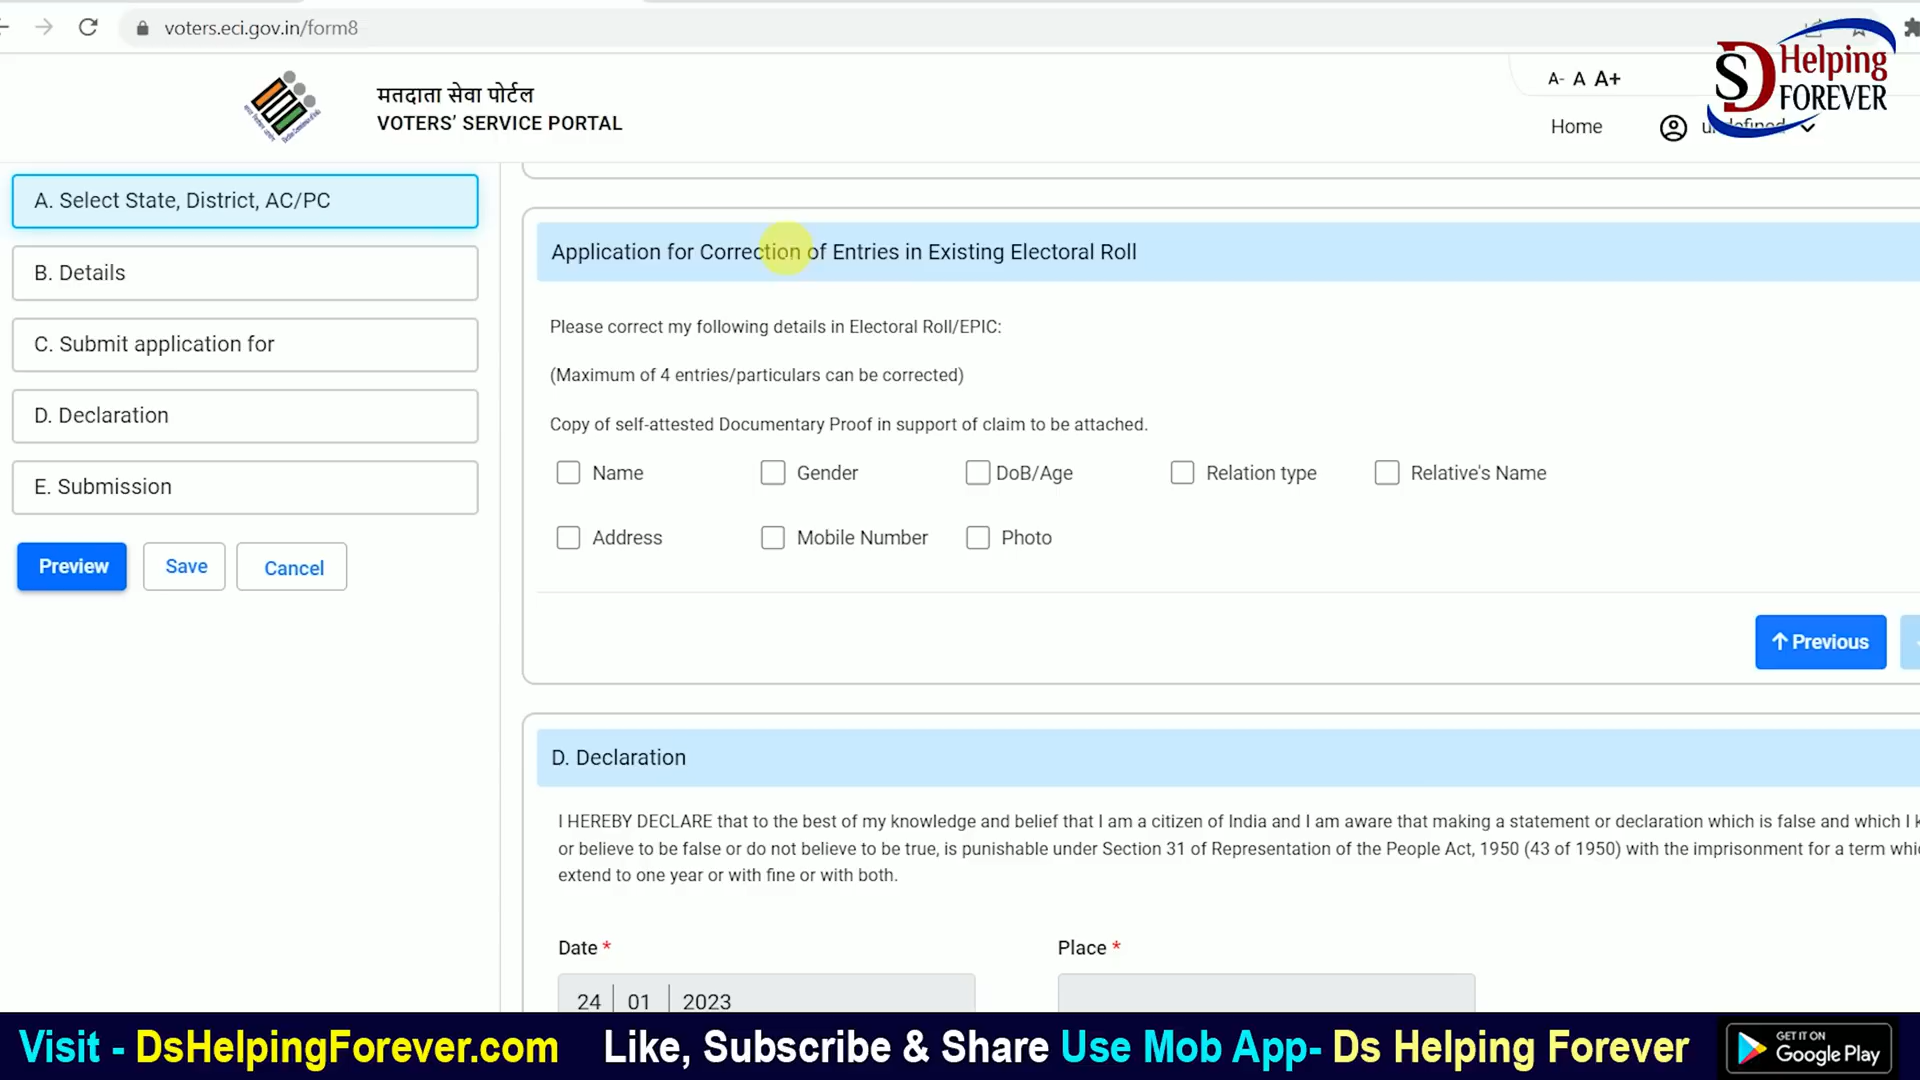 voters.eci.gov.in/form8
मतदाता सेवा पोर्टल
VOTERS’ SERVICE PORTAL
A- A A+
Home
SD Helping FOREVER
A. Select State, District, AC/PC
B. Details
C. Submit application for
D. Declaration
E. Submission
Preview Save Cancel
Application for Correction of Entries in Existing Electoral Roll
Please correct my following details in Electoral Roll/EPIC:
(Maximum of 4 entries/particulars can be corrected)
Copy of self-attested Documentary Proof in support of claim to be attached.
Name Gender DoB/Age Relation type Relative's Name
Address Mobile Number Photo
Previous
D. Declaration
I HEREBY DECLARE that to the best of my knowledge and belief that I am a citizen of India and I am aware that making a statement or declaration which is false and which I
or believe to be false or do not believe to be true, is punishable under Section 31 of Representation of the People Act, 1950 (43 of 1950) with the imprisonment for a term
extend to one year or with fine or with both.
Date * Place *
24 01 2023
Visit - DsHelpingForever.com Like, Subscribe & Share Use Mob App- Ds Helping Forever
GET IT ON
Google Play